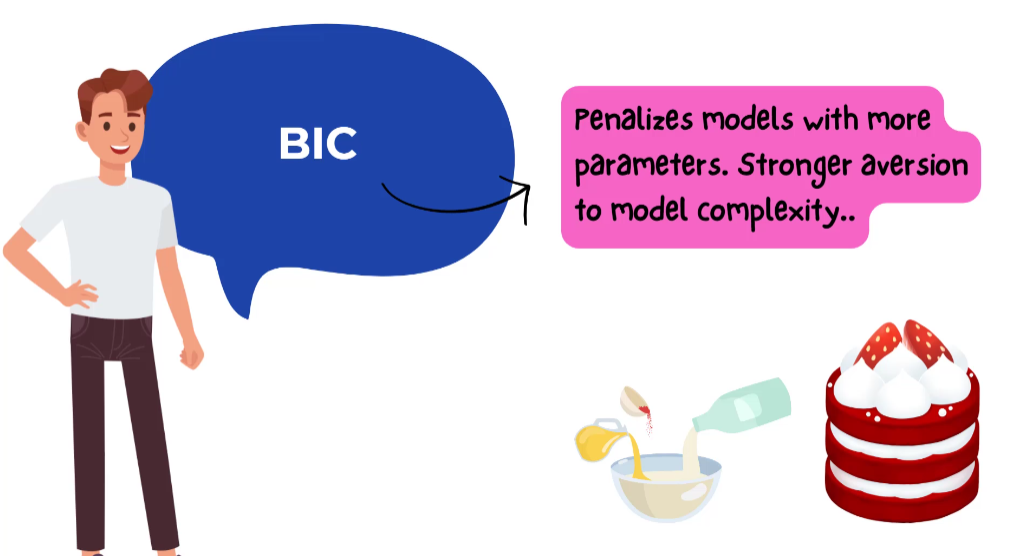 BIC
Penalizes models with more
parameters. Stronger aversion
to model complexity..